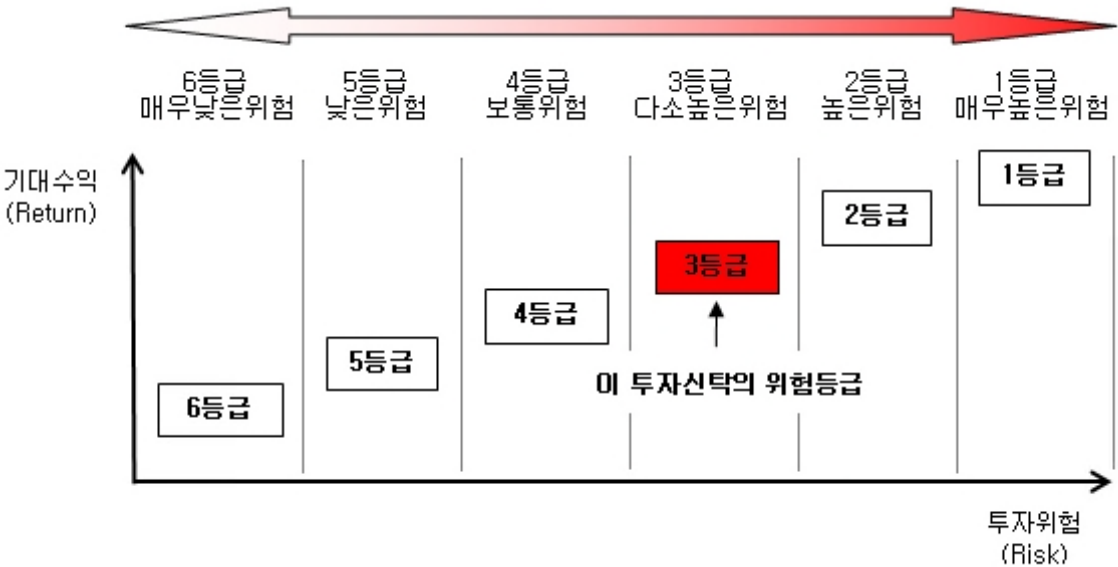 6등급
매우낮은위험
5등급
낮은위험
4등급
보통위험
3등급
다소높은위험
2등급
높은위험
1등급
매우높은위험
기대수익
(Return)
1등급
2등급
3등급
4등급
5등급
이 투자신탁의 위험등급
6등급
투자위험
(Risk)